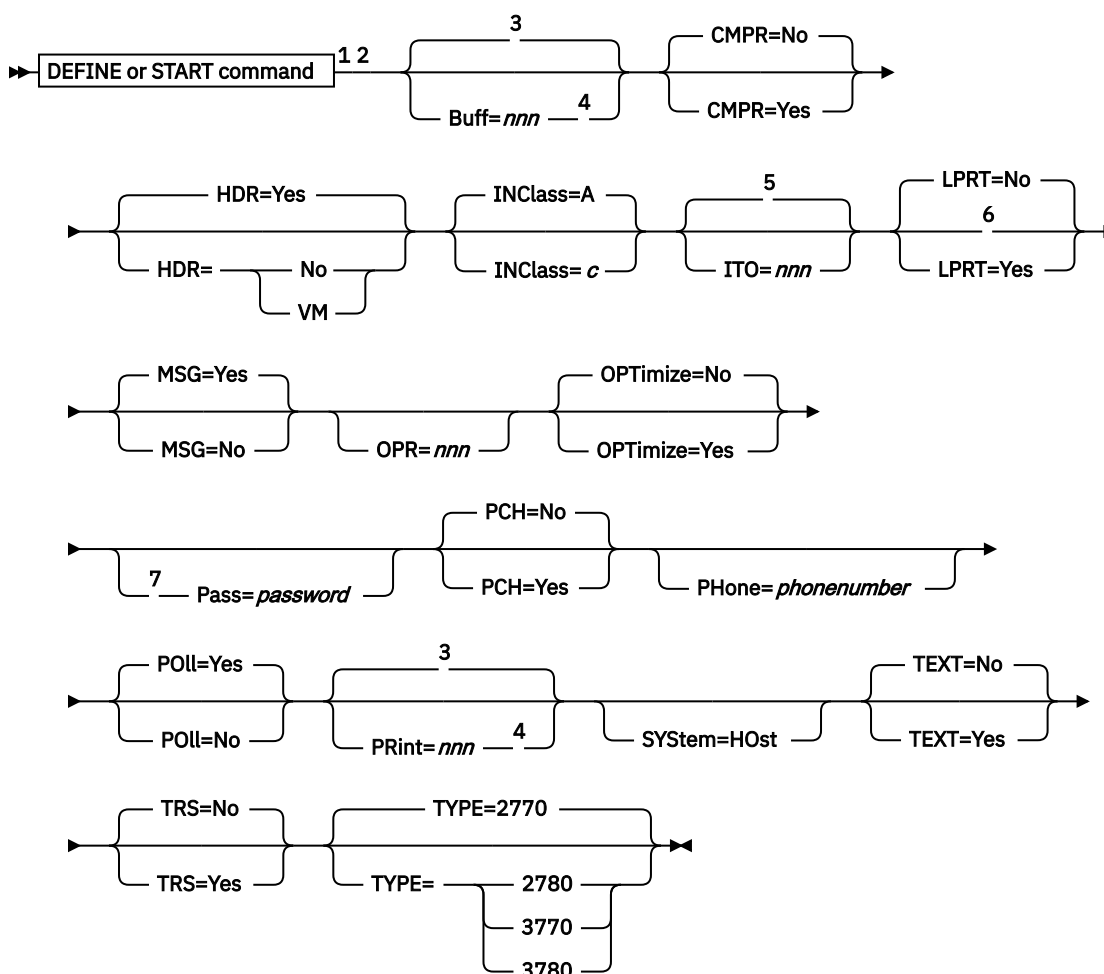 3
CMPR=No
DEFINE or START command 1 2
Buff=nnn 4
CMPR=Yes
HDR=Yes
INClass=A
5
LPRT=No
6
HDR= No
VM
INClass= c
ITO=nnn
LPRT=Yes
MSG=Yes
OPTimize=No
MSG=No
OPR=nnn
OPTimize=Yes
PCH=No
7 Pass=password
PCH=Yes
PHone=phonenumber
POll=Yes
3
TEXT=No
POll=No
PRint=nnn 4
SYStem=HOst
TEXT=Yes
TRS=No
TYPE=2770
TRS=Yes
TYPE= 2780
3770
3780